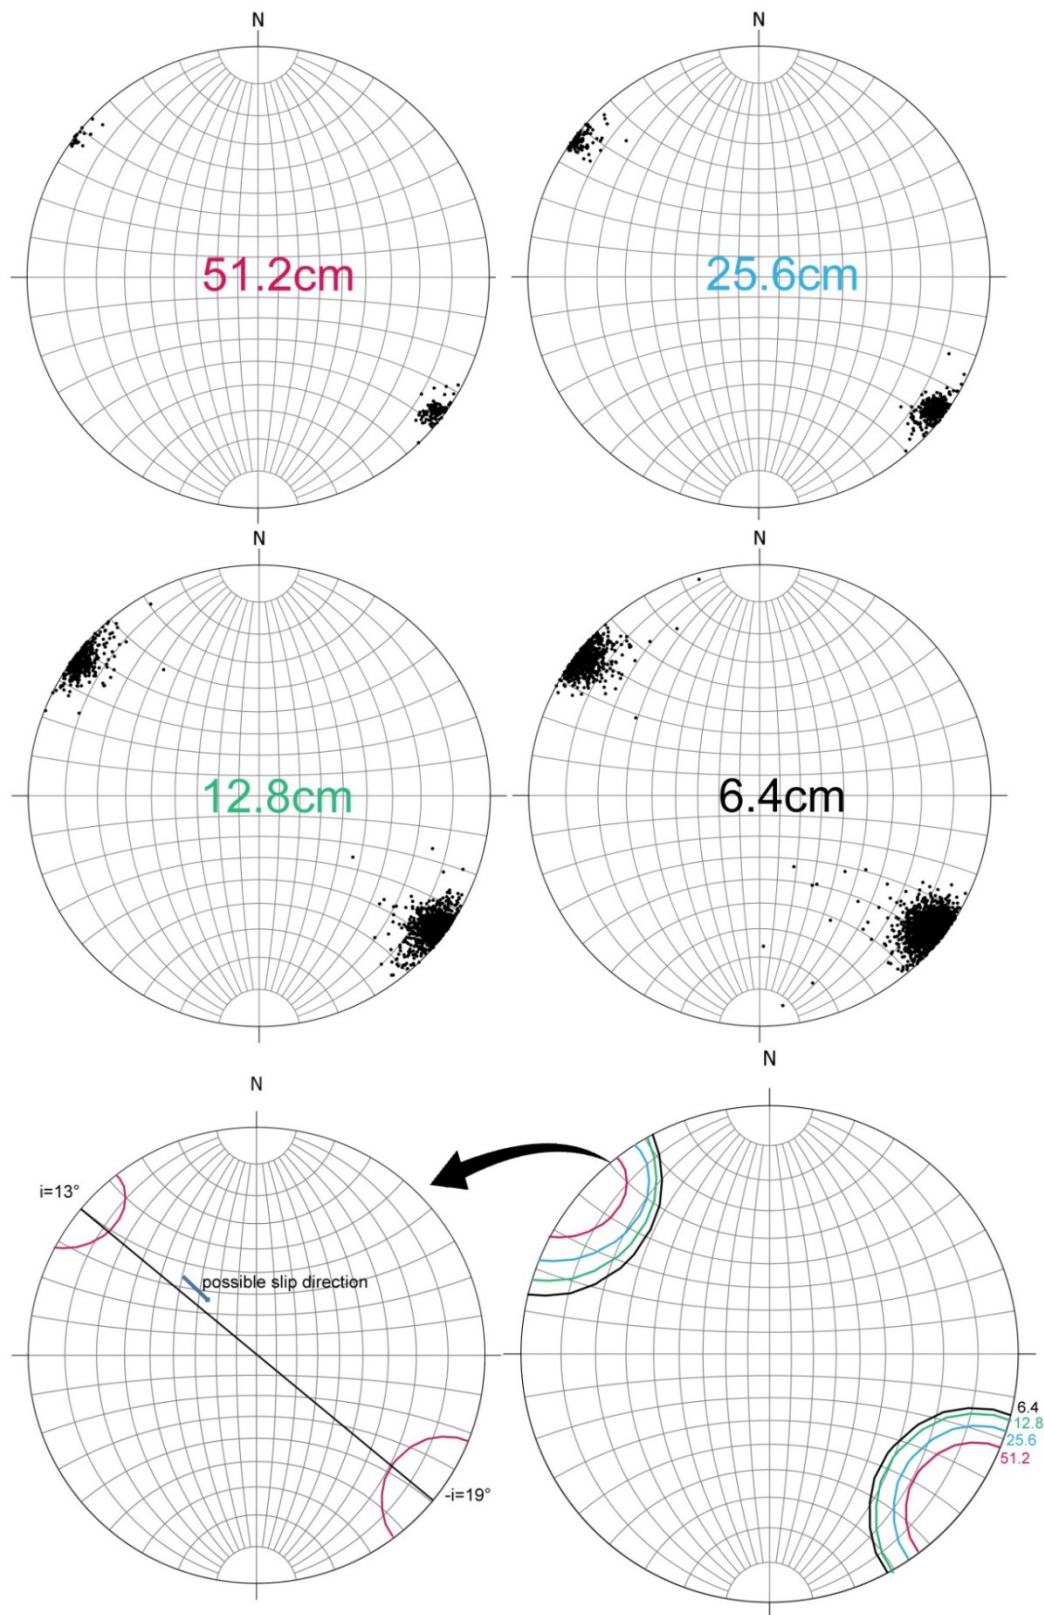 N
N
51.2cm
25.6cm
N
N
12.8cm
6.4cm
N
N
i=13°
possible slip direction
-i=19°
6.4
12.8
25.6
51.2